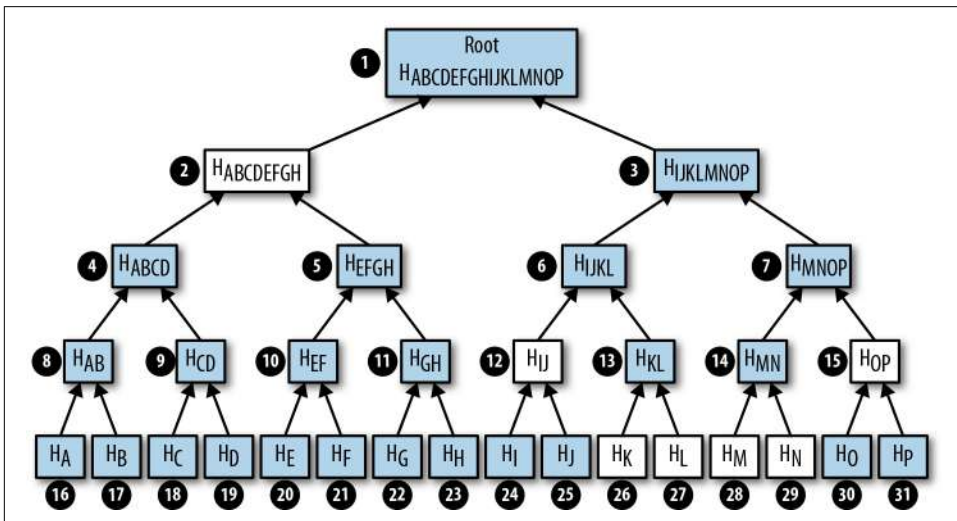 Root
1 HABCDEFGHIJKLMNOP
2 HABCDEFGH
3 HIJKLMNOP
4 HABCD
5 HEFGH
6 HIJKL
7 HMNOP
8 HAB
9 HCD
10 HEF
11 HGH
12 HIJ
13 HKL
14 HMN
15 HOP
HA HB HC HD HE HF HG HH HI HJ HK HL HM HN HO HP
16 17 18 19 20 21 22 23 24 25 26 27 28 29 30 31